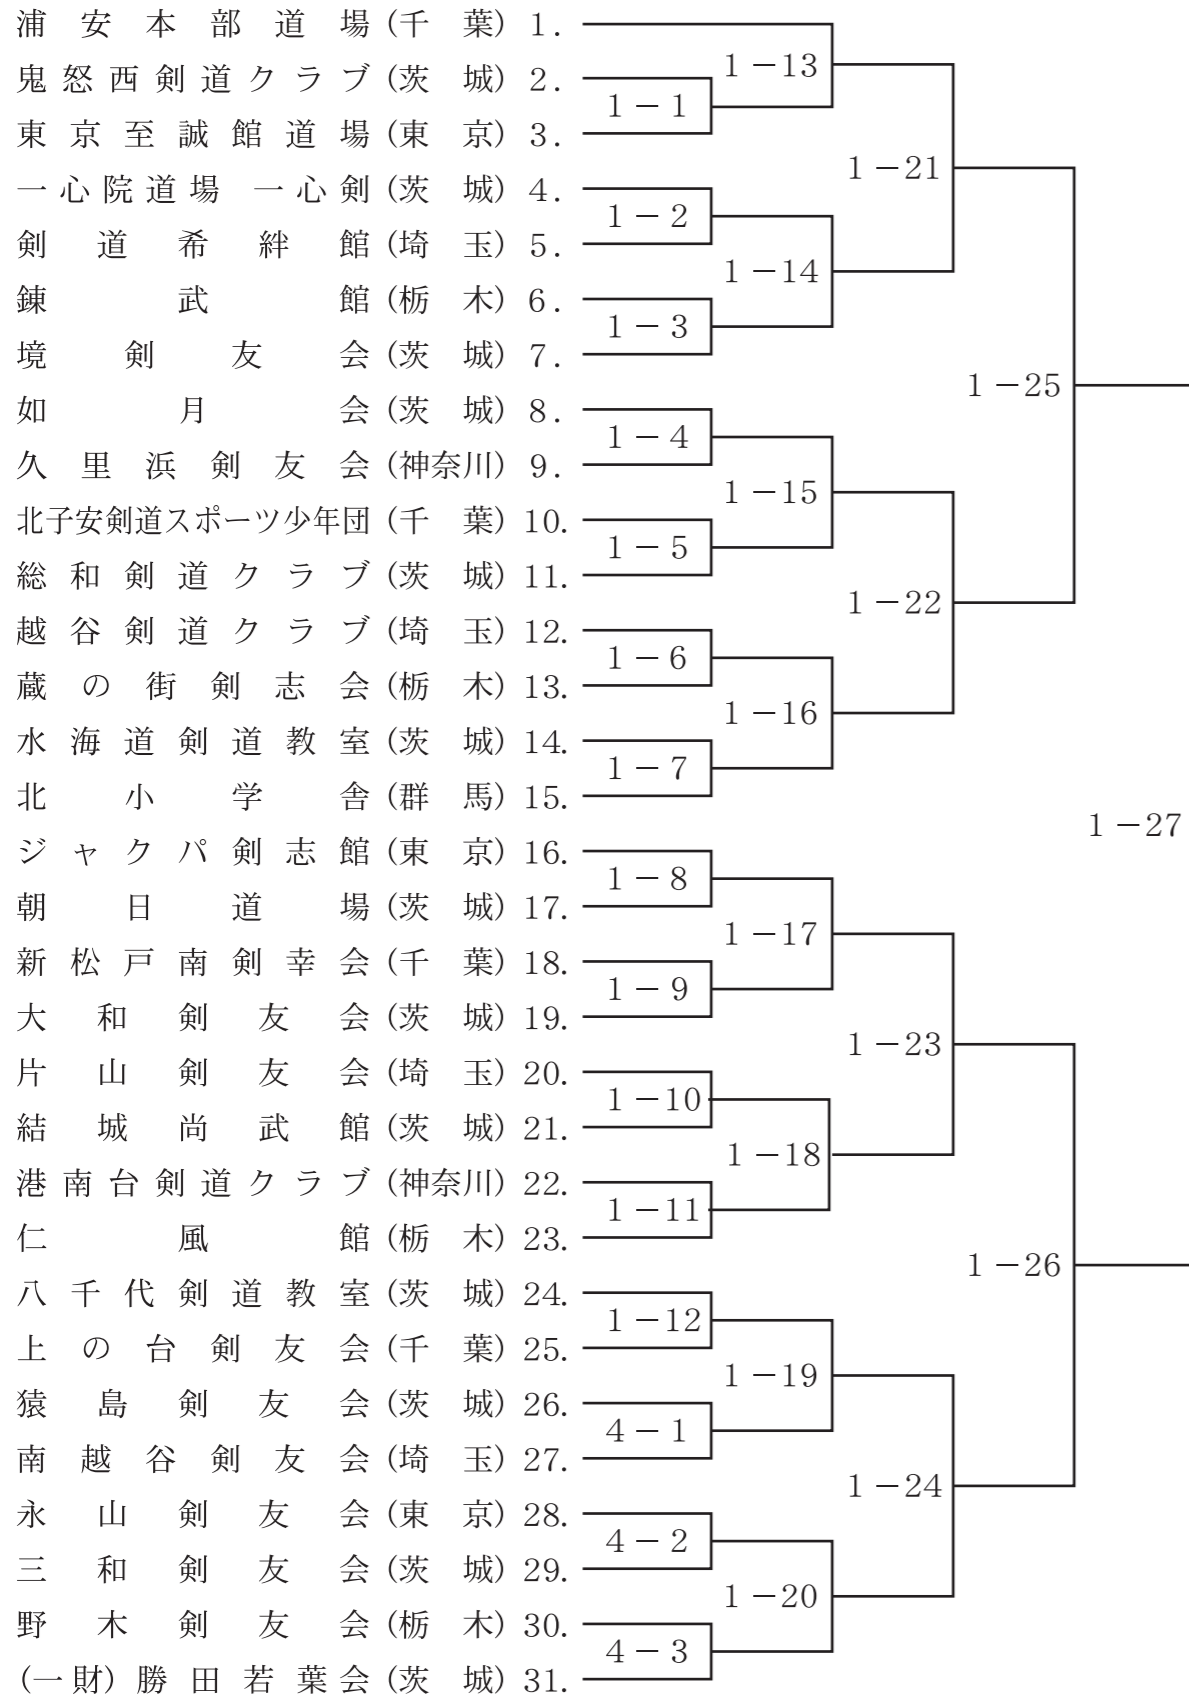 浦安本部道場(千 葉) 1.
鬼怒西剣道クラブ(茨 城) 2.
東京至誠館道場(東 京) 3.
一心院道場 一心剣(茨 城) 4.
剣道希絆館(埼 玉) 5.
錬武館(栃 木) 6.
境剣友会(茨 城) 7.
如月会(茨 城) 8.
久里浜剣友会(神奈川) 9.
北子安剣道スポーツ少年団(千 葉) 10.
総和剣道クラブ(茨 城) 11.
越谷剣道クラブ(埼 玉) 12.
蔵の街剣志会(栃 木) 13.
水海道剣道教室(茨 城) 14.
北小学舎(群 馬) 15.
ジャクパ剣志館(東 京) 16.
朝日道場(茨 城) 17.
新松戸南剣幸会(千 葉) 18.
大和剣友会(茨 城) 19.
片山剣友会(埼 玉) 20.
結城尚武館(茨 城) 21.
港南台剣道クラブ(神奈川) 22.
仁風館(栃 木) 23.
八千代剣道教室(茨 城) 24.
上の台剣友会(千 葉) 25.
猿島剣友会(茨 城) 26.
南越谷剣友会(埼 玉) 27.
永山剣友会(東 京) 28.
三和剣友会(茨 城) 29.
野木剣友会(栃 木) 30.
(一財)勝田若葉会(茨 城) 31.
1－1
1－2
1－3
1－4
1－5
1－6
1－7
1－8
1－9
1－10
1－11
1－12
4－1
4－2
4－3
1－13
1－14
1－15
1－16
1－17
1－18
1－19
1－20
1－21
1－22
1－23
1－24
1－25
1－26
1－27